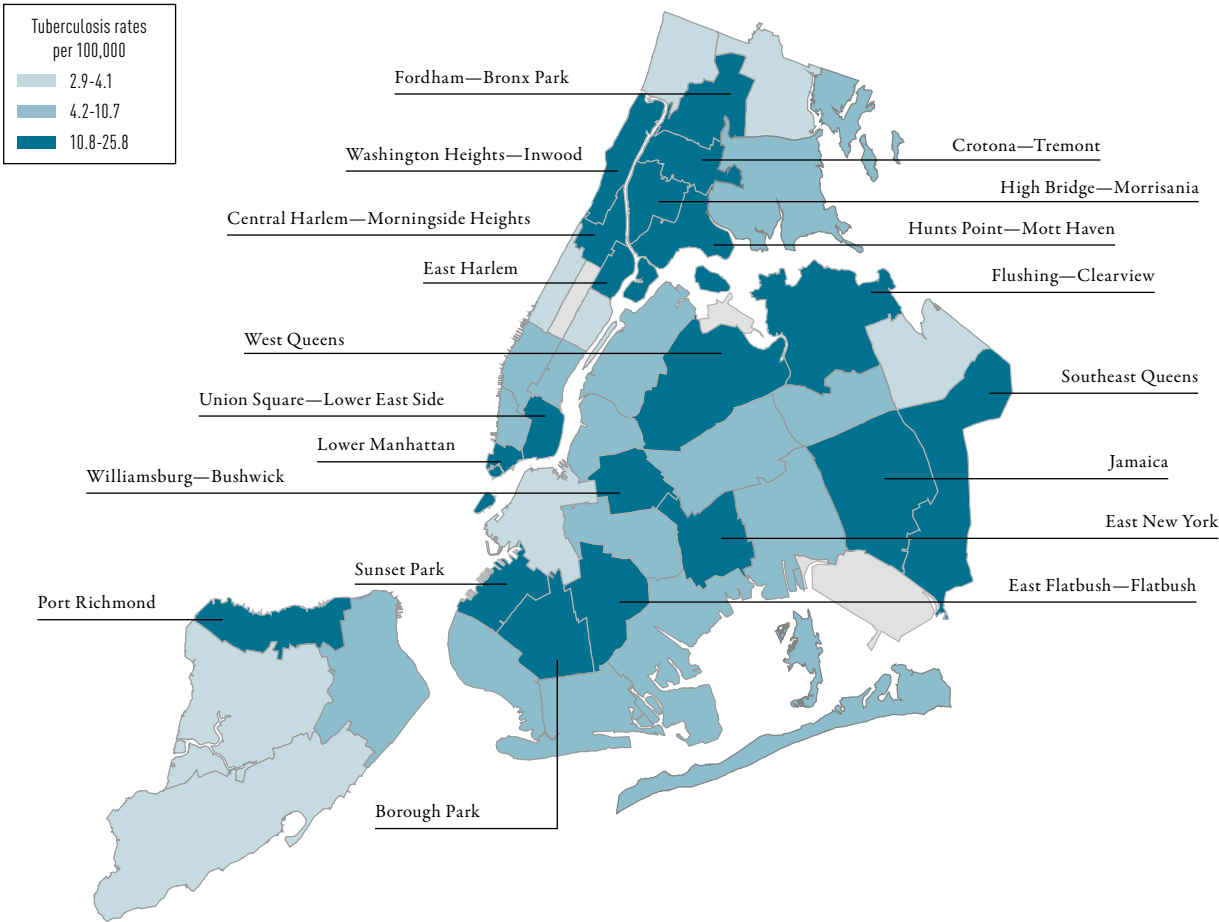 Tuberculosis rates
per 100,000
2.9-4.1
4.2-10.7
10.8-25.8
Fordham—Bronx Park
Washington Heights—Inwood
Crotona—Tremont
High Bridge—Morrisania
Central Harlem—Morningside Heights
Hunts Point—Mott Haven
East Harlem
Flushing—Clearview
West Queens
Southeast Queens
Union Square—Lower East Side
Lower Manhattan
Jamaica
Williamsburg—Bushwick
East New York
Sunset Park
East Flatbush—Flatbush
Port Richmond
Borough Park